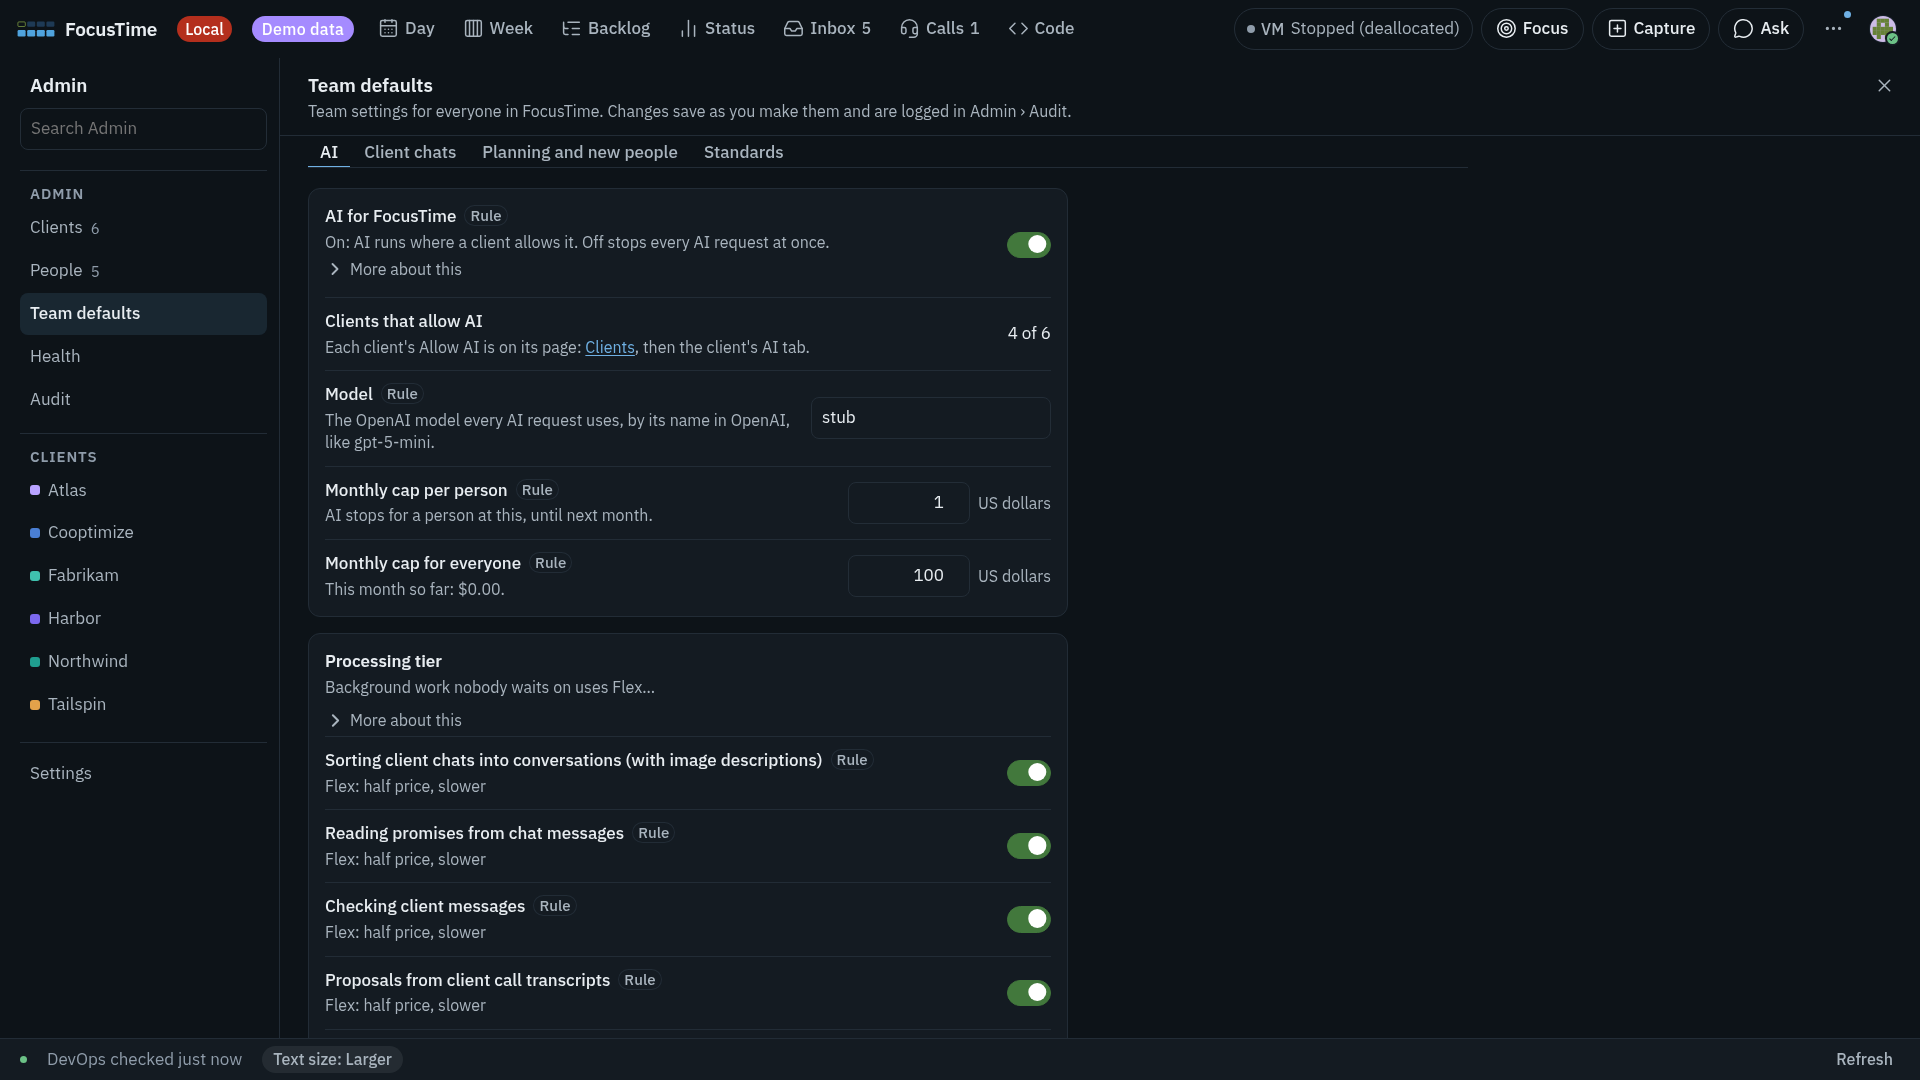 FocusTime
Local
Demo data
Day
Week
Backlog
Status
Inbox 5
Calls 1
Code
VM Stopped (deallocated)
Focus
Capture
Ask
Admin
Search Admin
ADMIN
Clients 6
People 5
Team defaults
Health
Audit
CLIENTS
Atlas
Cooptimize
Fabrikam
Harbor
Northwind
Tailspin
Settings
Team defaults
Team settings for everyone in FocusTime. Changes save as you make them and are logged in Admin › Audit.
AI
Client chats
Planning and new people
Standards
AI for FocusTime Rule
On: AI runs where a client allows it. Off stops every AI request at once.
More about this
Clients that allow AI
Each client's Allow AI is on its page: Clients, then the client's AI tab.
4 of 6
Model Rule
The OpenAI model every AI request uses, by its name in OpenAI,
like gpt-5-mini.
stub
Monthly cap per person Rule
AI stops for a person at this, until next month.
1 US dollars
Monthly cap for everyone Rule
This month so far: $0.00.
100 US dollars
Processing tier
Background work nobody waits on uses Flex...
More about this
Sorting client chats into conversations (with image descriptions) Rule
Flex: half price, slower
Reading promises from chat messages Rule
Flex: half price, slower
Checking client messages Rule
Flex: half price, slower
Proposals from client call transcripts Rule
Flex: half price, slower
DevOps checked just now
Text size: Larger
Refresh